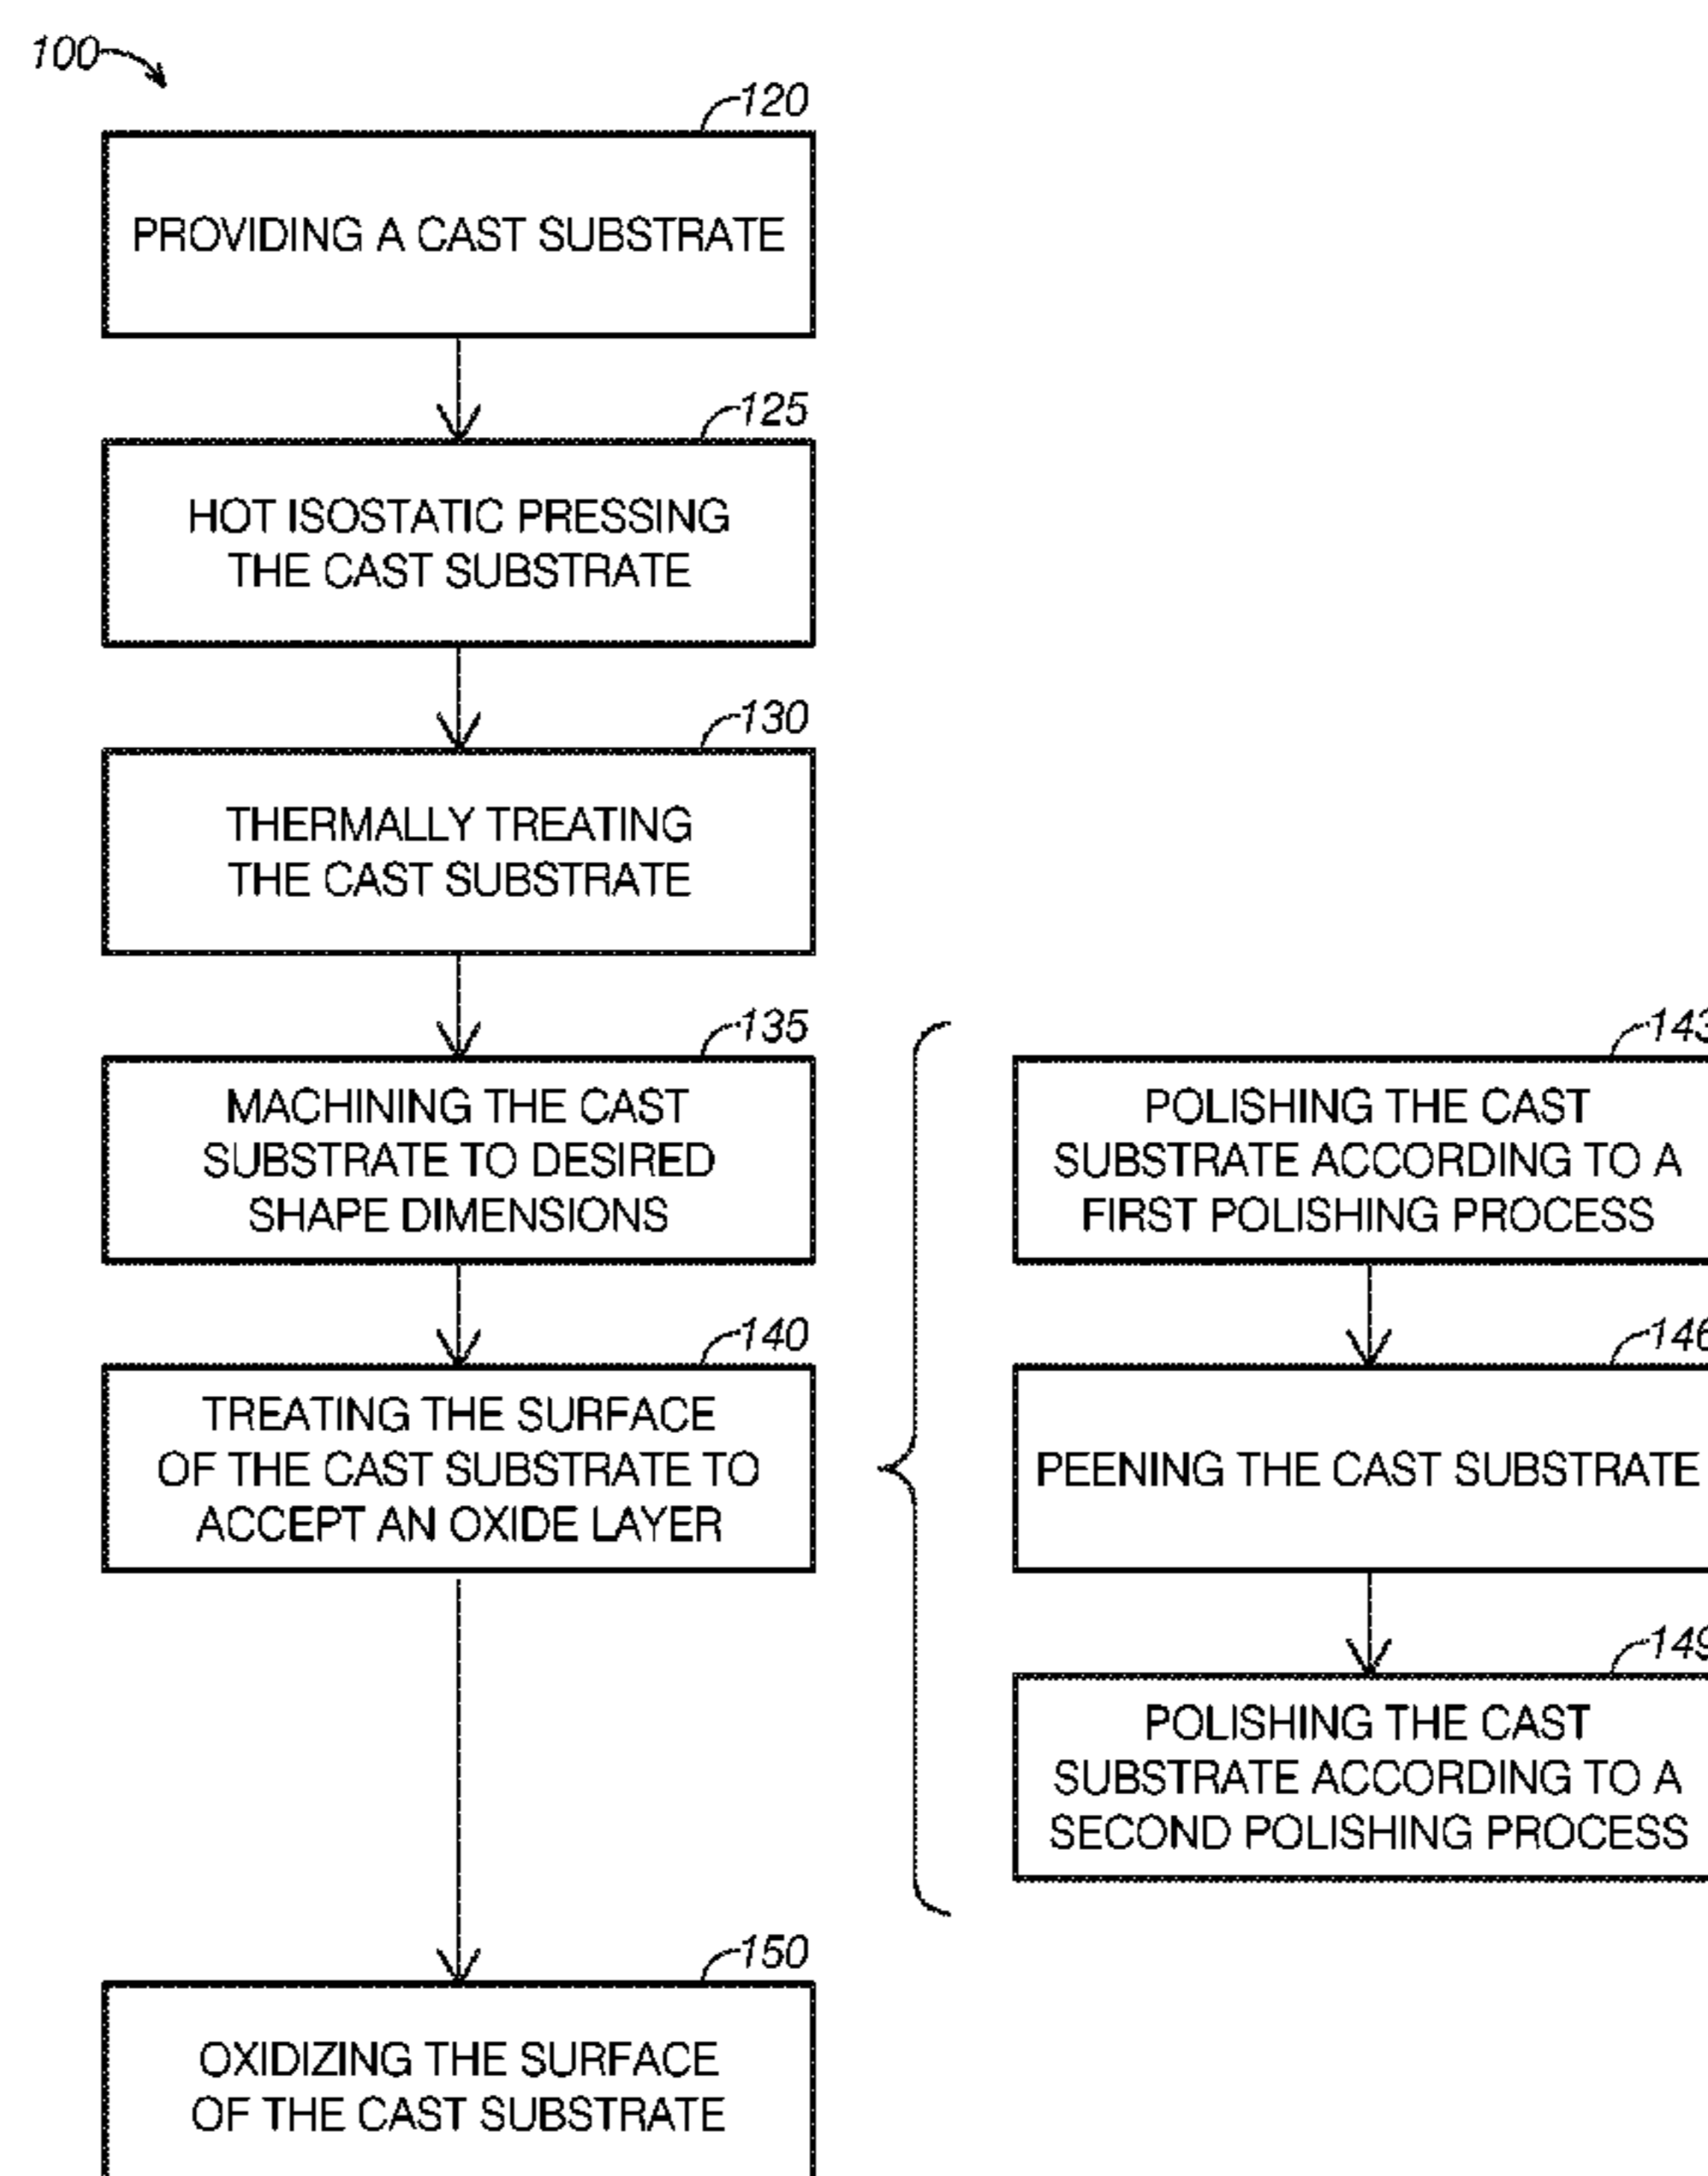 100
120
PROVIDING A CAST SUBSTRATE
125
HOT ISOSTATIC PRESSING
THE CAST SUBSTRATE
130
THERMALLY TREATING
THE CAST SUBSTRATE
135
MACHINING THE CAST
SUBSTRATE TO DESIRED
SHAPE DIMENSIONS
140
TREATING THE SURFACE
OF THE CAST SUBSTRATE TO
ACCEPT AN OXIDE LAYER
143
POLISHING THE CAST
SUBSTRATE ACCORDING TO A
FIRST POLISHING PROCESS
146
PEENING THE CAST SUBSTRATE
149
POLISHING THE CAST
SUBSTRATE ACCORDING TO A
SECOND POLISHING PROCESS
150
OXIDIZING THE SURFACE
OF THE CAST SUBSTRATE